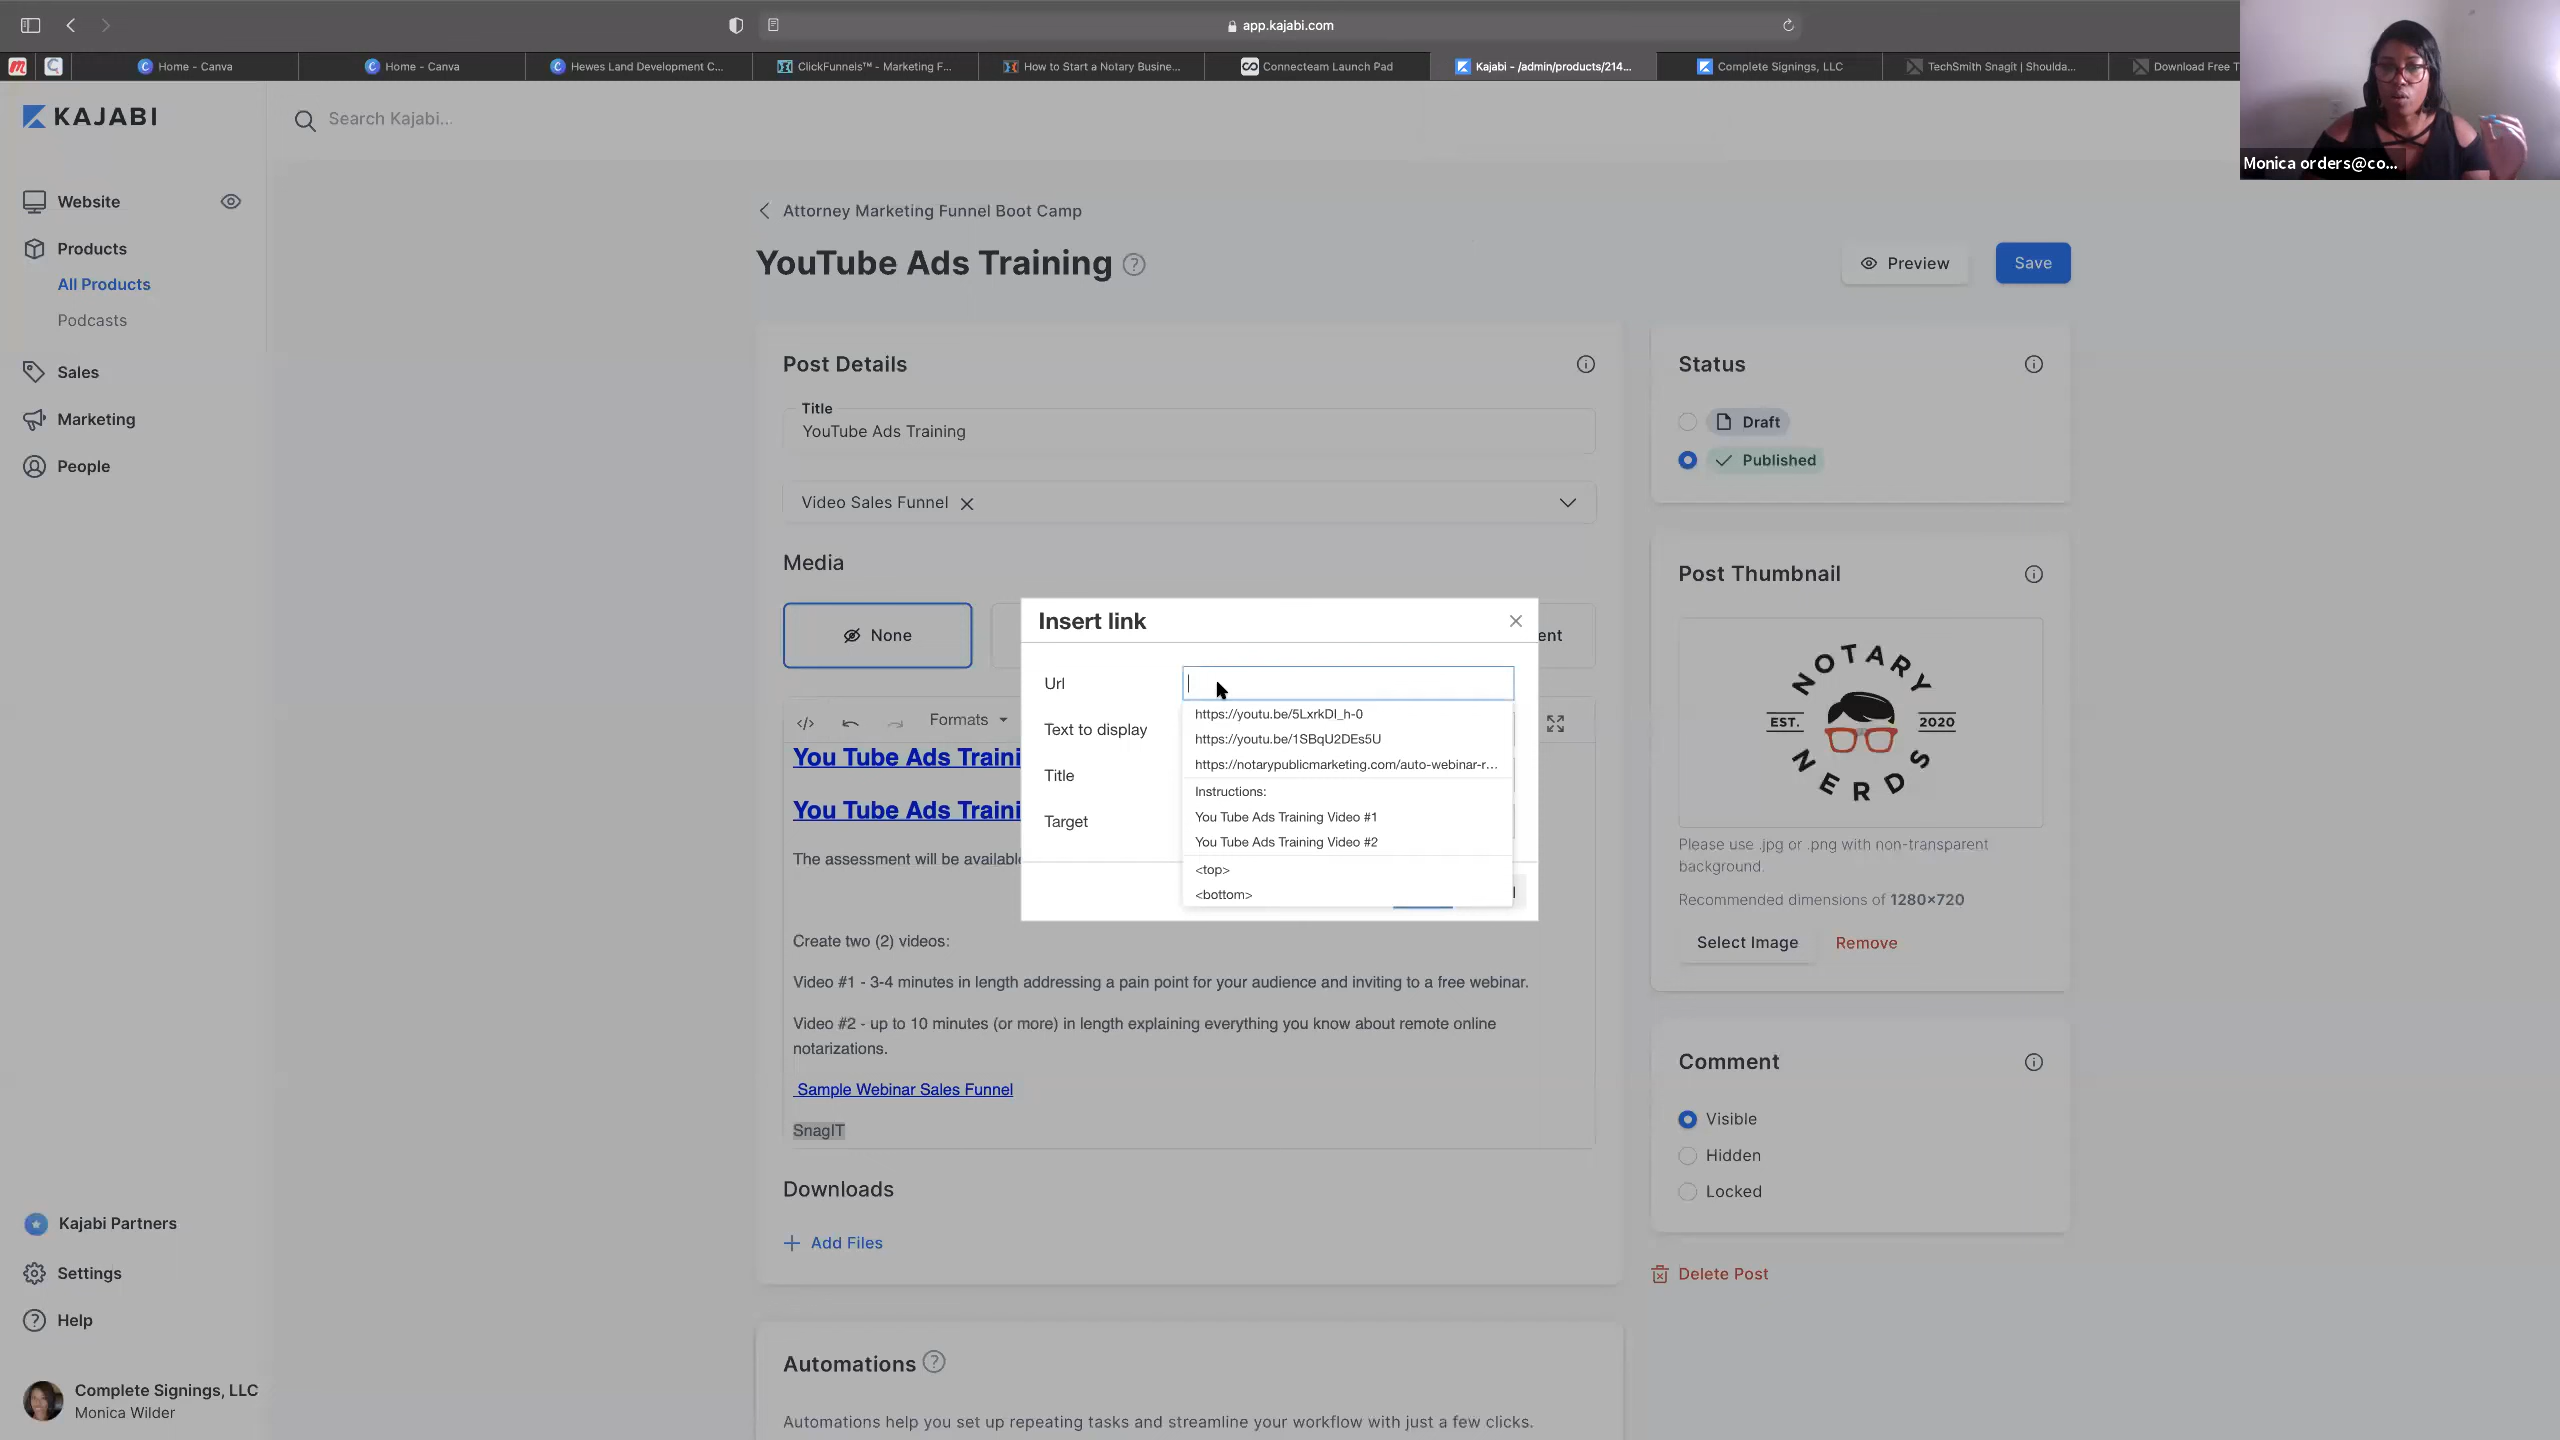 app.kajabi.com
Home - Canva
Home - Canva
Hewes Land Development C...
ClickFunnels™ - Marketing F...
How to Start a Notary Busine...
Connecteam Launch Pad
Kajabi - /admin/products/214...
Complete Signings, LLC
TechSmith Snagit | Shoulda...
Download Free T
Monica orders@co...
KAJABI
Search Kajabi...
Website
Products
All Products
Podcasts
Sales
Marketing
People
Kajabi Partners
Settings
Help
Complete Signings, LLC
Monica Wilder
Attorney Marketing Funnel Boot Camp
YouTube Ads Training
Preview
Save
Post Details
Title
YouTube Ads Training
Video Sales Funnel
Media
None
ent
Formats
You Tube Ads Traini
You Tube Ads Traini
The assessment will be available
Create two (2) videos:
Video #1 - 3-4 minutes in length addressing a pain point for your audience and inviting to a free webinar.
Video #2 - up to 10 minutes (or more) in length explaining everything you know about remote online
notarizations.
Sample Webinar Sales Funnel
SnagIT
Insert link
Url
Text to display
Title
Target
https://youtu.be/5LxrkDI_h-0
https://youtu.be/1SBqU2DEs5U
https://notarypublicmarketing.com/auto-webinar-r...
Instructions:
You Tube Ads Training Video #1
You Tube Ads Training Video #2
<top>
<bottom>
Downloads
Add Files
Automations
Automations help you set up repeating tasks and streamline your workflow with just a few clicks.
Status
Draft
Published
Post Thumbnail
NOTARY
EST. 2020
NERDS
Please use .jpg or .png with non-transparent
background.
Recommended dimensions of 1280×720
Select Image
Remove
Comment
Visible
Hidden
Locked
Delete Post